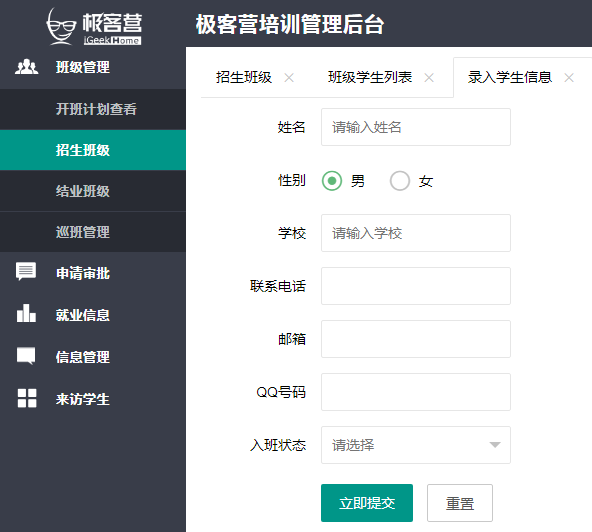 极客营
iGeekHome
极客营培训管理后台
班级管理
开班计划查看
招生班级
结业班级
巡班管理
申请审批
就业信息
信息管理
来访学生
招生班级
班级学生列表
录入学生信息
姓名 请输入姓名
性别 男 女
学校 请输入学校
联系电话
邮箱
QQ号码
入班状态 请选择
立即提交 重置